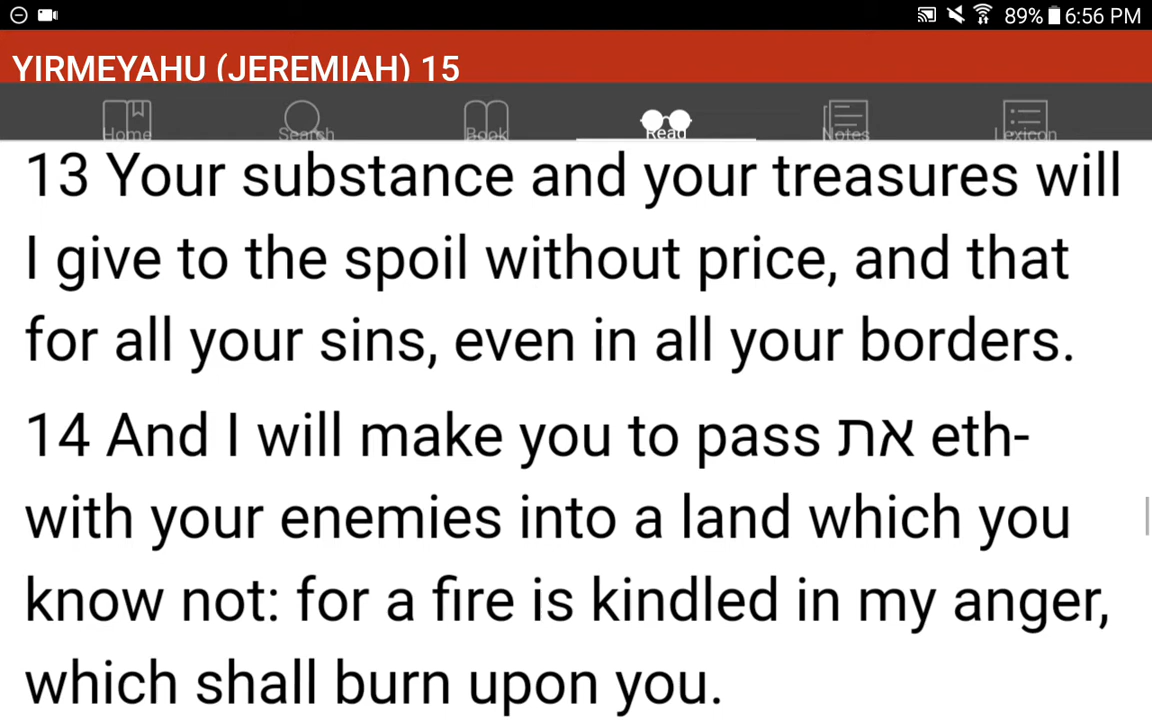 89% 6:56 PM
YIRMEYAHU (JEREMIAH) 15
Home Search Book Read Notes Lexicon
13 Your substance and your treasures will
I give to the spoil without price, and that
for all your sins, even in all your borders.
14 And I will make you to pass את eth-
with your enemies into a land which you
know not: for a fire is kindled in my anger,
which shall burn upon you.